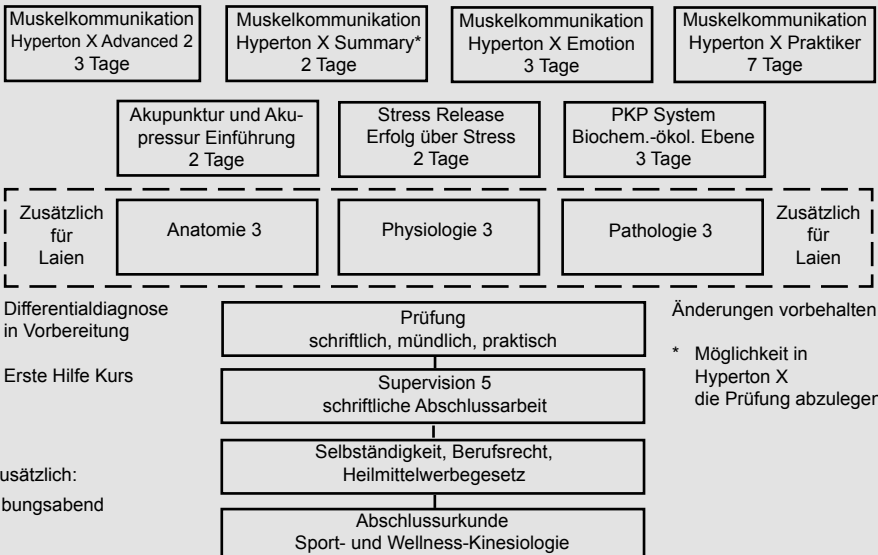 Muskelkommunikation
Hyperton X Advanced 2
3 Tage
Muskelkommunikation
Hyperton X Summary*
2 Tage
Muskelkommunikation
Hyperton X Emotion
3 Tage
Muskelkommunikation
Hyperton X Praktiker
7 Tage
Akupunktur und Aku-
pressur Einführung
2 Tage
Stress Release
Erfolg über Stress
2 Tage
PKP System
Biochem.-ökol. Ebene
3 Tage
Zusätzlich
für
Laien
Anatomie 3
Physiologie 3
Pathologie 3
Zusätzlich
für
Laien
Differentialdiagnose
in Vorbereitung
Erste Hilfe Kurs
Prüfung
schriftlich, mündlich, praktisch
Änderungen vorbehalten
* Möglichkeit in
Hyperton X
die Prüfung abzulegen
Supervision 5
schriftliche Abschlussarbeit
Selbständigkeit, Berufsrecht,
Heilmittelwerbegesetz
usätzlich:
bungsabend
Abschlussurkunde
Sport- und Wellness-Kinesiologie